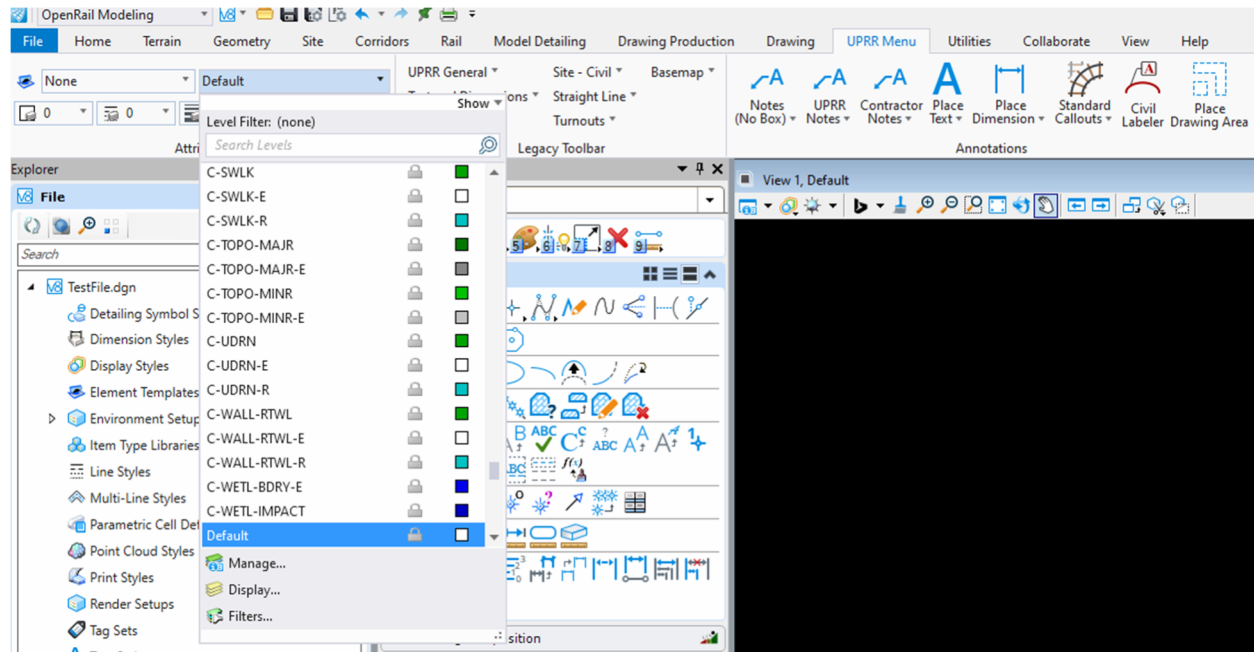 OpenRail Modeling
File Home Terrain Geometry Site Corridors Rail Model Detailing Drawing Production Drawing UPRR Menu Utilities Collaborate View Help
None Default
0 0
UPRR General Site - Civil Basemap
Straight Line
Turnouts
Legacy Toolbar
Notes (No Box)
UPRR Notes
Contractor Notes
Place Text
Place Dimension
Standard Callouts
Civil Labeler
Place Drawing Area
Annotations
Show
Level Filter: (none)
Search Levels
C-SWLK
C-SWLK-E
C-SWLK-R
C-TOPO-MAJR
C-TOPO-MAJR-E
C-TOPO-MINR
C-TOPO-MINR-E
C-UDRN
C-UDRN-E
C-UDRN-R
C-WALL-RTWL
C-WALL-RTWL-E
C-WALL-RTWL-R
C-WETL-BDRY-E
C-WETL-IMPACT
Default
Manage...
Display...
Filters...
Explorer
File
Search
TestFile.dgn
Detailing Symbol S
Dimension Styles
Display Styles
Element Templates
Environment Setup
Item Type Libraries
Line Styles
Multi-Line Styles
Parametric Cell Def
Point Cloud Styles
Print Styles
Render Setups
Tag Sets
5 6 7 8 9
ABC
ABC
View 1, Default